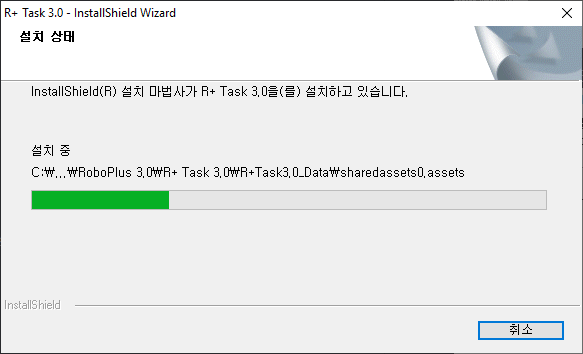 R+ Task 3.0 - InstallShield Wizard
설치 상태
InstallShield(R) 설치 마법사가 R+ Task 3.0을(를) 설치하고 있습니다.
설치 중
C:₩...₩RoboPlus 3.0₩R+ Task 3.0₩R+Task3.0_Data₩sharedassets0.assets
InstallShield
취소